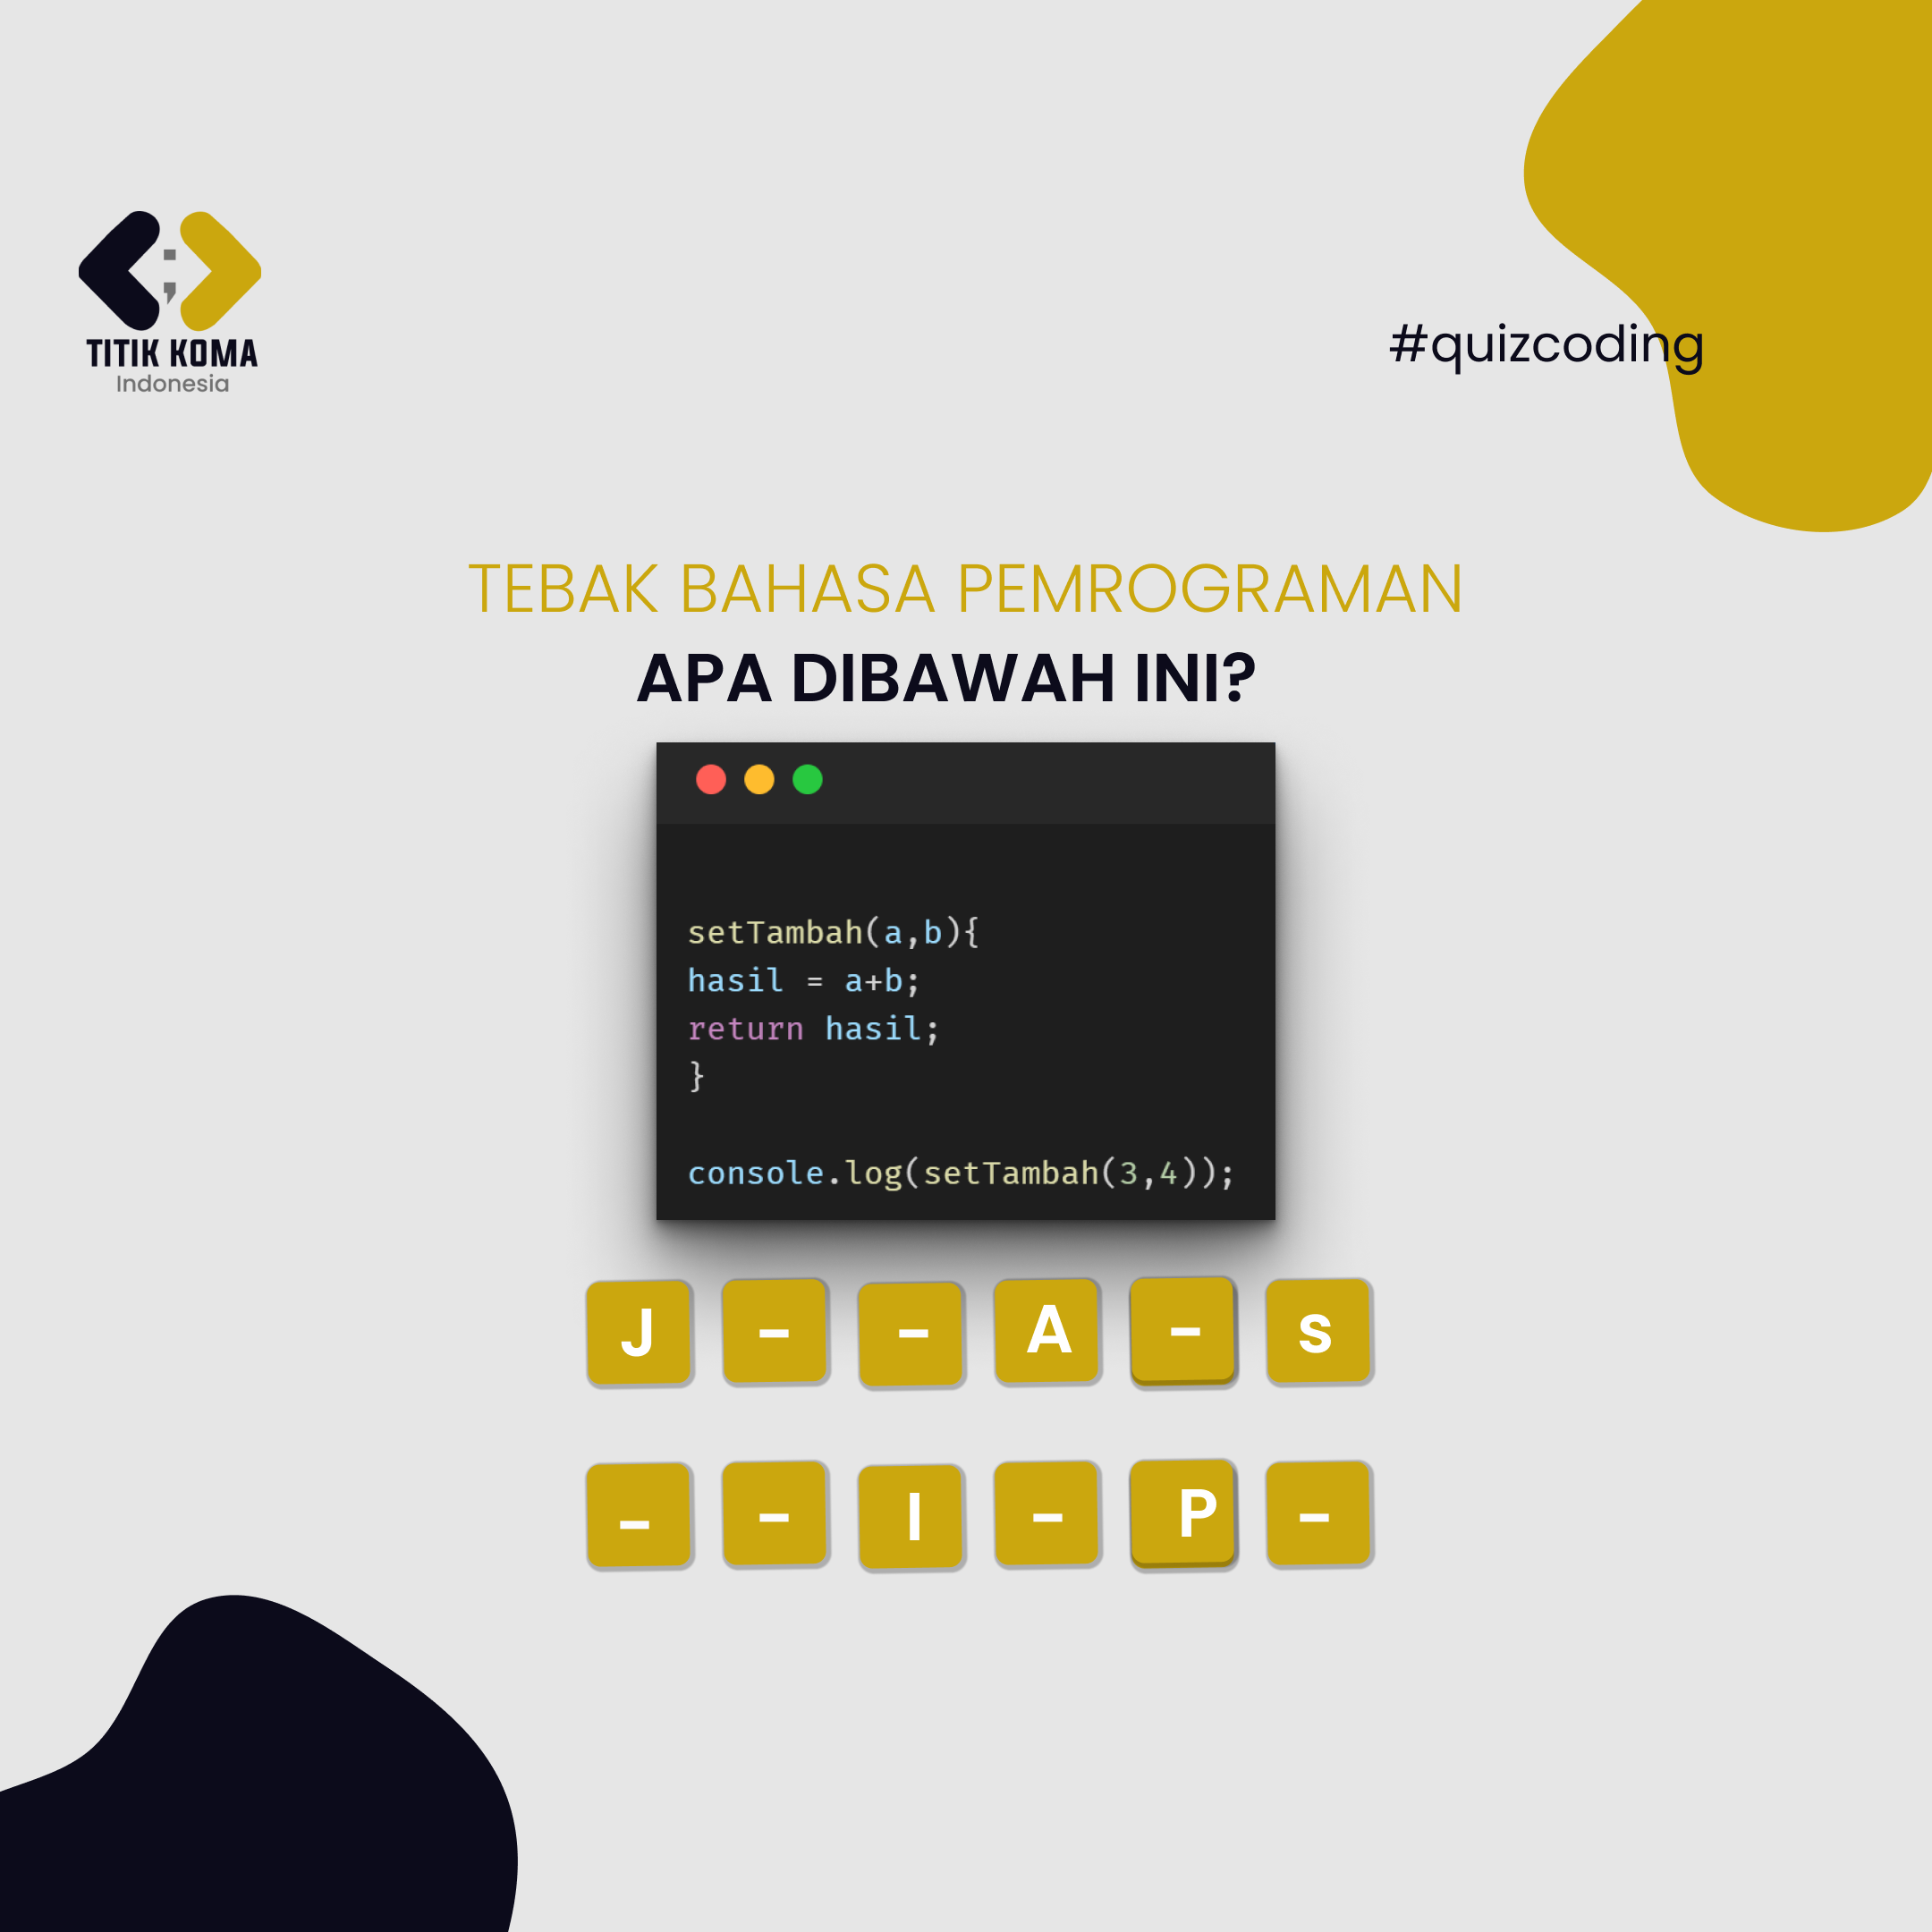 TITIK KOMA
Indonesia
#quizcoding
TEBAK BAHASA PEMROGRAMAN
APA DIBAWAH INI?
setTambah(a,b){
hasil = a+b;
return hasil;
}
console.log(setTambah(3,4));
J - - A - s
- - I - P -